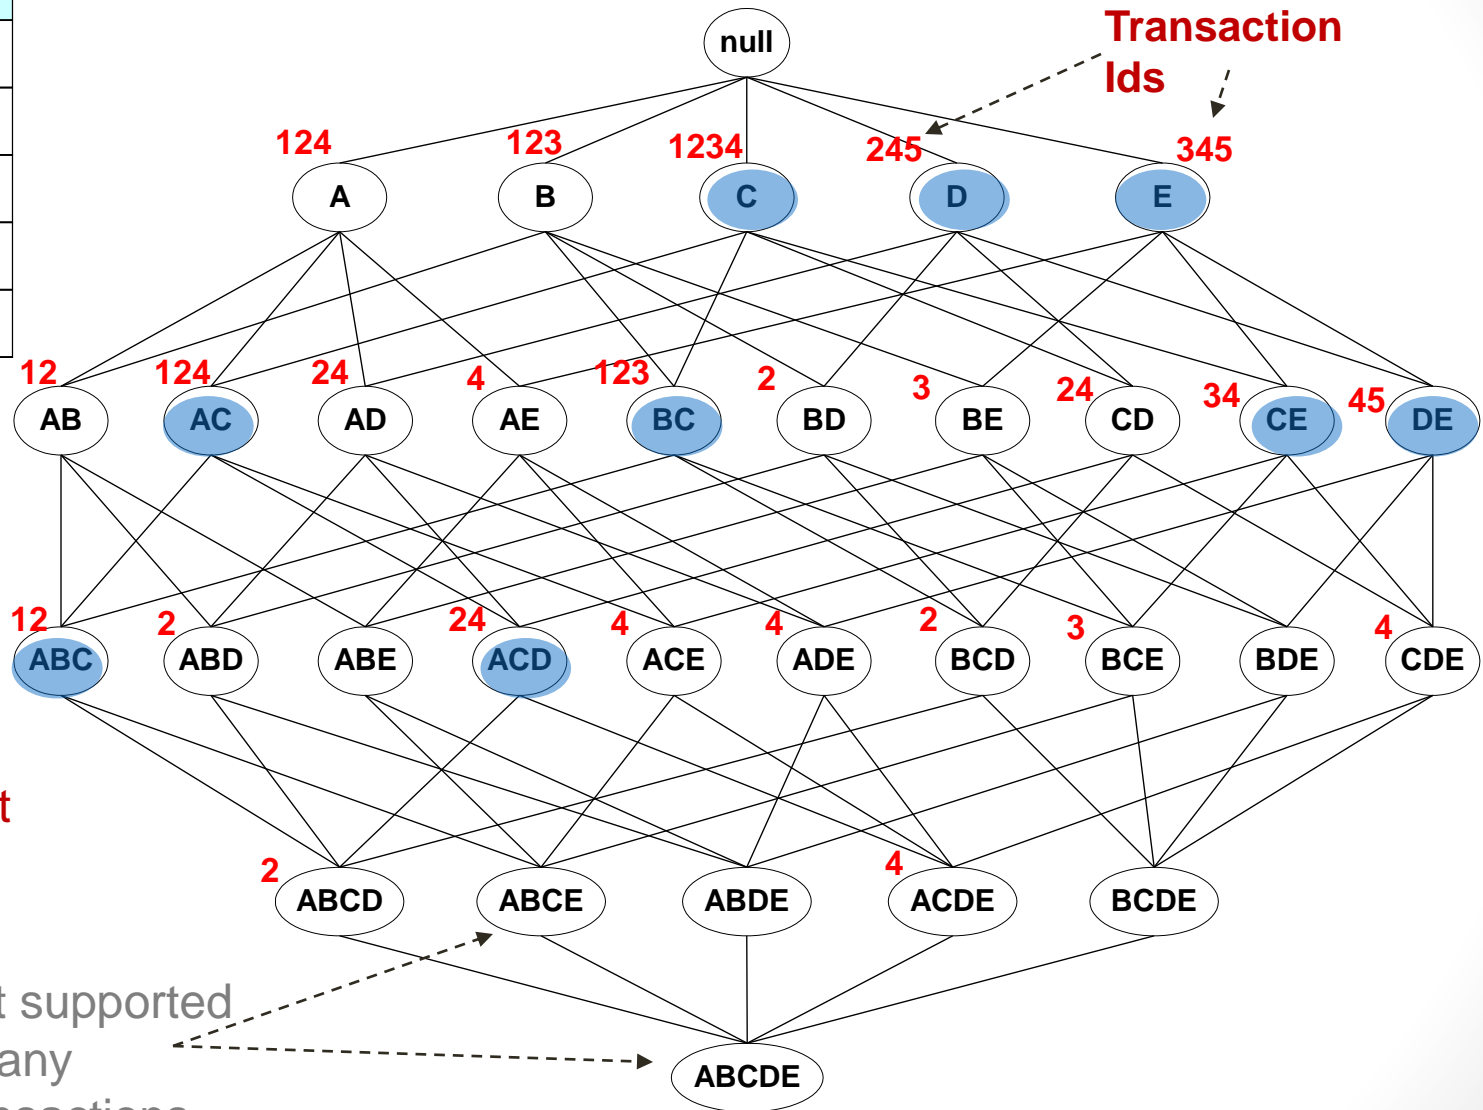 Transaction
Ids
null
124 123 1234 245 345
A B C D E
12 124 24 4 123 2 3 24 34 45
AB AC AD AE BC BD BE CD CE DE
12 2 24 4 4 2 3 4
ABC ABD ABE ACD ACE ADE BCD BCE BDE CDE
t
2 4
ABCD ABCE ABDE ACDE BCDE
t supported
any
ABCDE